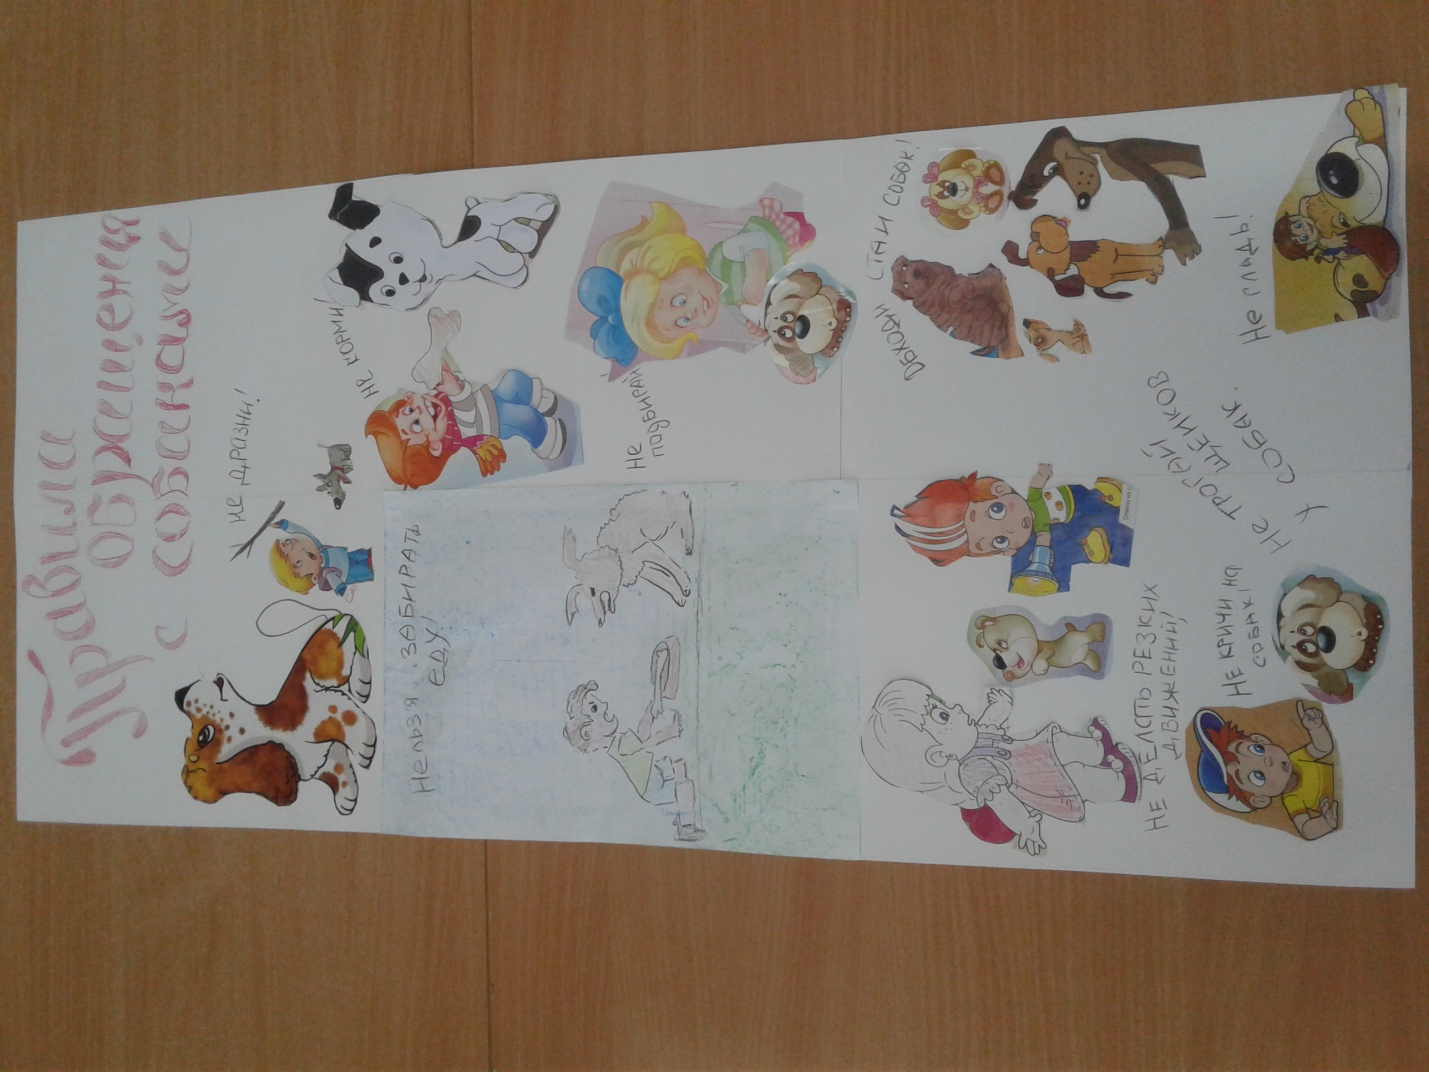 Правила
обращения
с собаками
не дразни!
Не корми!
Нельзя забирать
еду!
Не
подбирай
Обходи стаи собак!
Не делать резких
движений!
Не трогай
щенков
у собак.
Не кричи на
собак!
Не гладь!